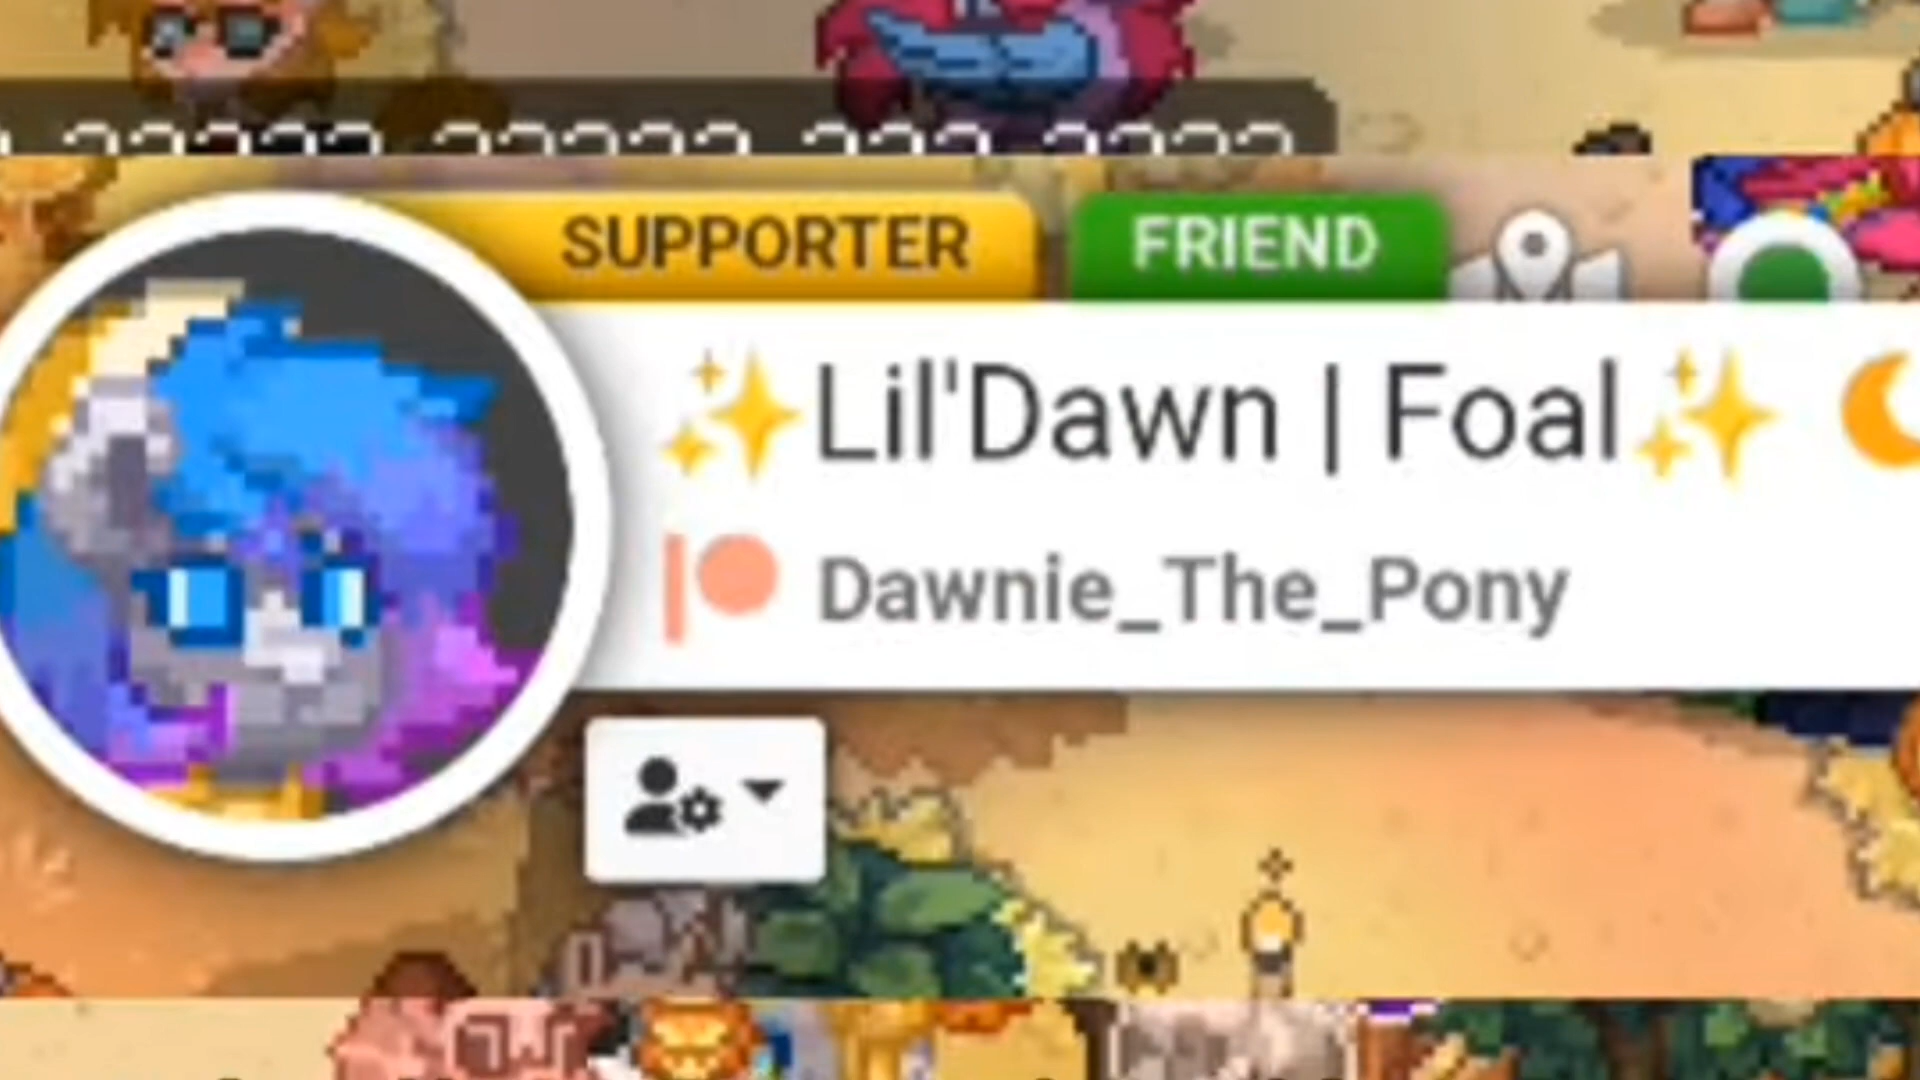 SUPPORTER FRIEND
✨Lil'Dawn | Foal✨
Dawnie_The_Pony